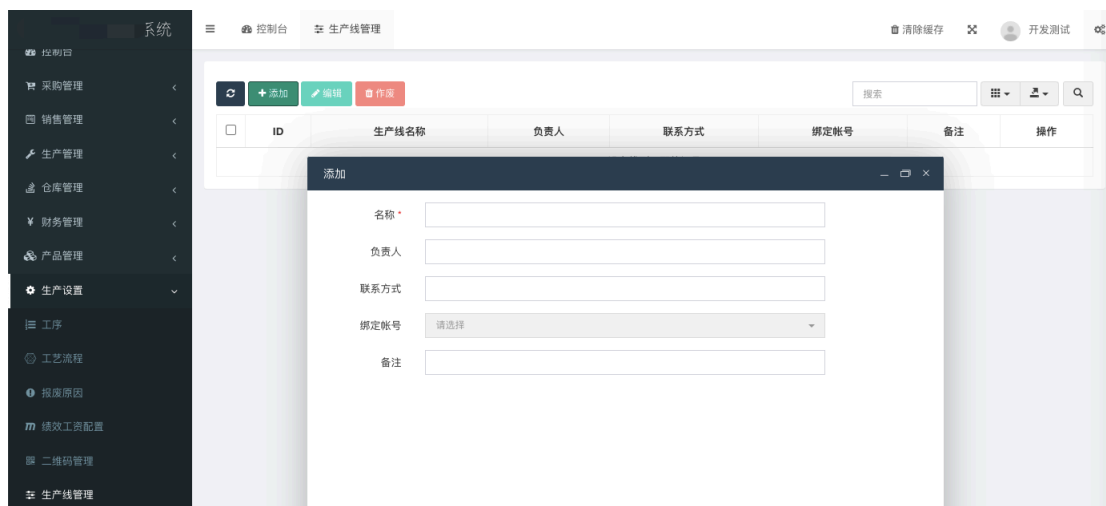 系统
控制台
生产线管理
清除缓存
开发测试
控制台
采购管理
销售管理
生产管理
仓库管理
财务管理
产品管理
生产设置
工序
工艺流程
报废原因
绩效工资配置
二维码管理
生产线管理
添加 编辑 作废
搜索
ID 生产线名称 负责人 联系方式 绑定帐号 备注 操作
添加
名称 *
负责人
联系方式
绑定帐号 请选择
备注